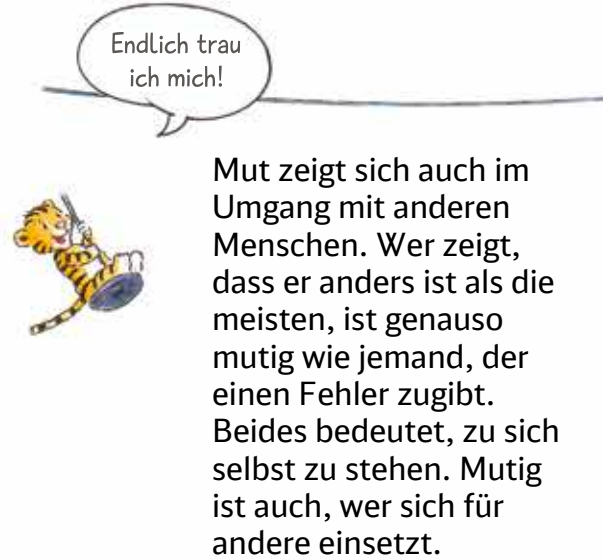 Endlich trau
ich mich!
Mut zeigt sich auch im
Umgang mit anderen
Menschen. Wer zeigt,
dass er anders ist als die
meisten, ist genauso
mutig wie jemand, der
einen Fehler zugibt.
Beides bedeutet, zu sich
selbst zu stehen. Mutig
ist auch, wer sich für
andere einsetzt.